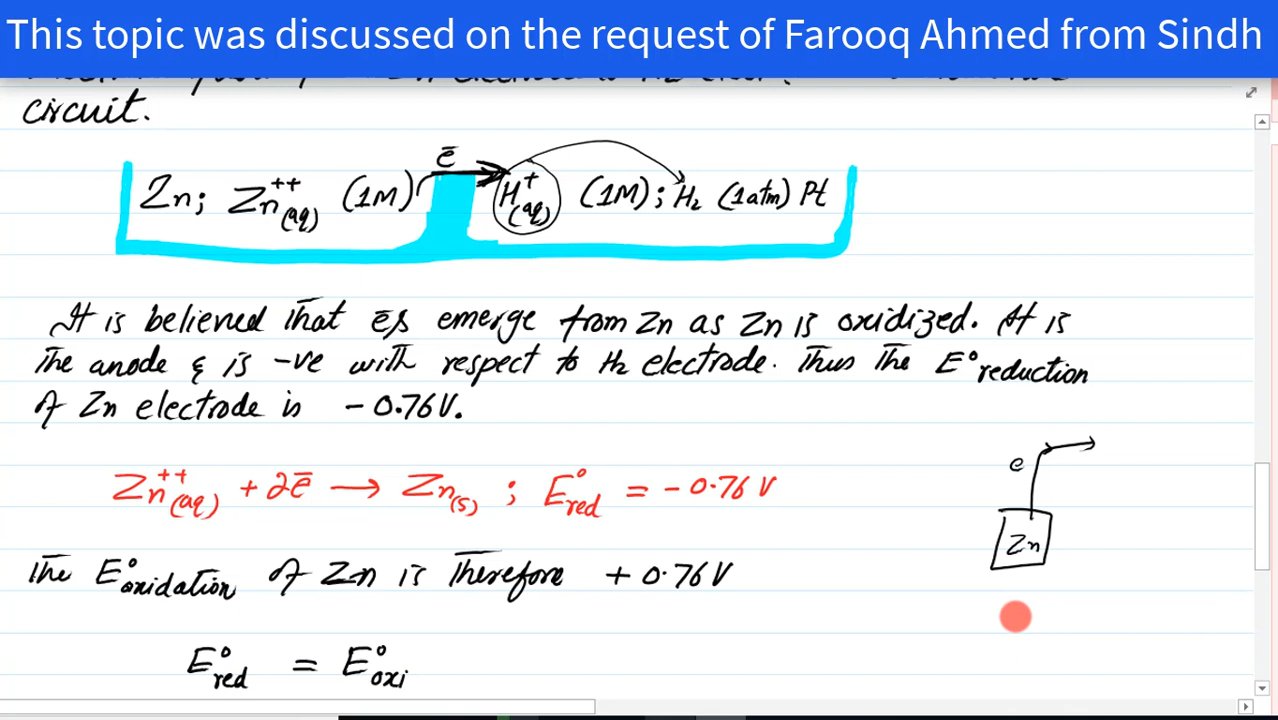 This topic was discussed on the request of Farooq Ahmed from Sindh
circuit.
ē
Zn; Zn⁺⁺(aq) (1M) H⁺(aq) (1M); H₂ (1atm) Pt
It is believed that ēs emerge from Zn as Zn is oxidized. It is
the anode & is -ve with respect to H₂ electrode. Thus the E°reduction
of Zn electrode is -0.76V.
e
Zn⁺⁺(aq) + 2ē → Zn(s) ; E°red = -0.76 V
Zn
The E°oxidation of Zn is therefore +0.76 V
E°red = E°oxi